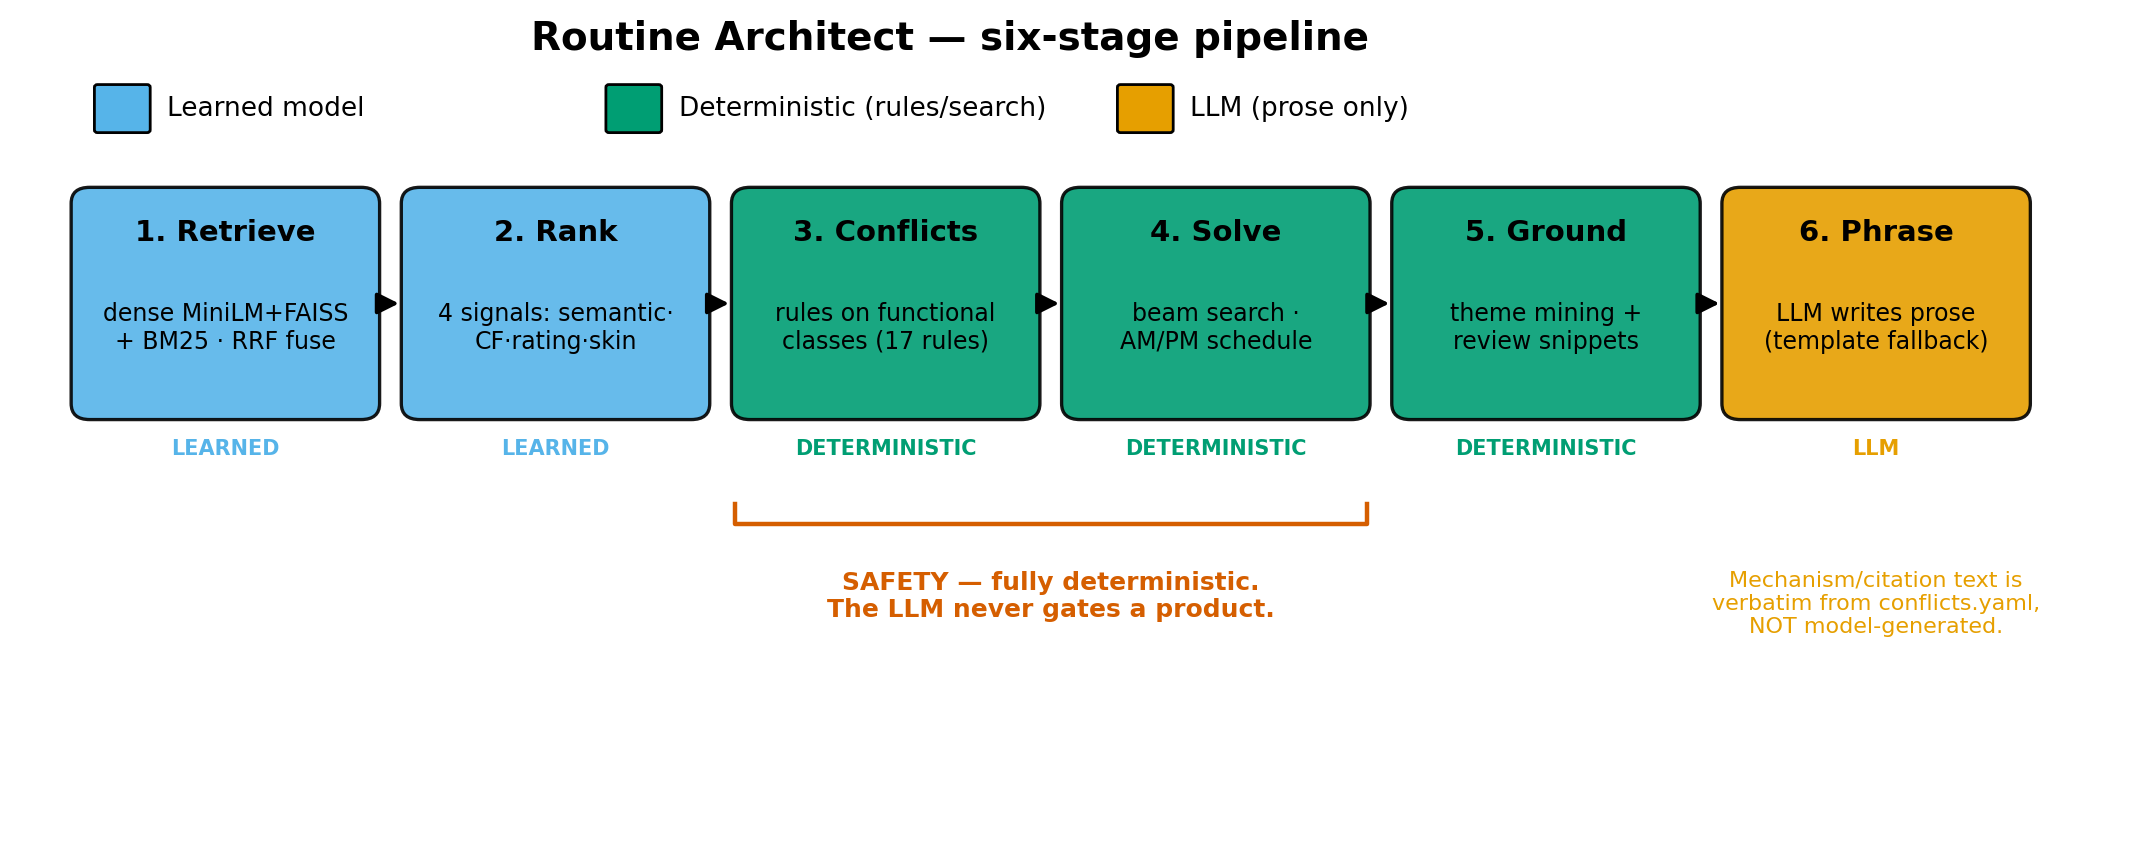 Routine Architect — six-stage pipeline
Learned model
Deterministic (rules/search)
LLM (prose only)
1. Retrieve
dense MiniLM+FAISS
+ BM25 · RRF fuse
LEARNED
2. Rank
4 signals: semantic·
CF·rating·skin
LEARNED
3. Conflicts
rules on functional
classes (17 rules)
DETERMINISTIC
4. Solve
beam search ·
AM/PM schedule
DETERMINISTIC
5. Ground
theme mining +
review snippets
DETERMINISTIC
6. Phrase
LLM writes prose
(template fallback)
LLM
SAFETY — fully deterministic.
The LLM never gates a product.
Mechanism/citation text is
verbatim from conflicts.yaml,
NOT model-generated.